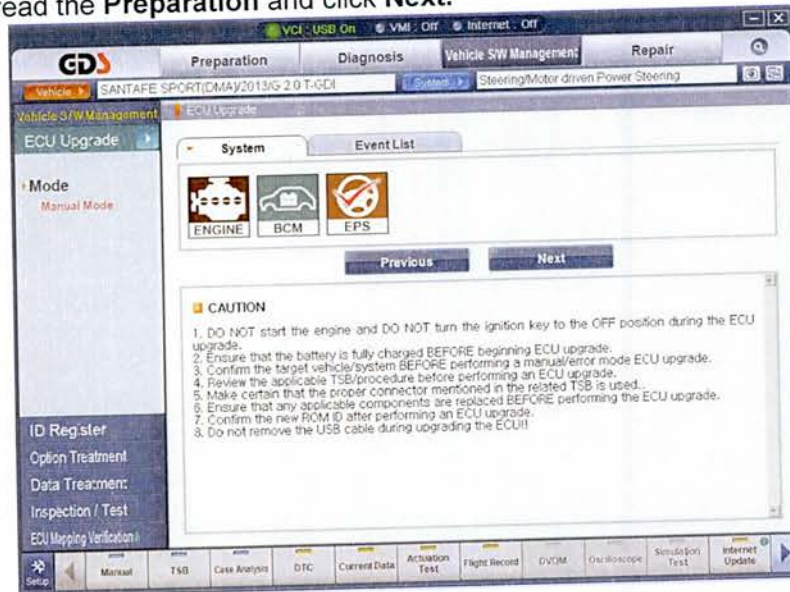 read the Preparation and click Next.
VCI : USB On VMI : Off Internet : Off
GDS Preparation Diagnosis Vehicle S/W Management Repair
Vehicle SANTAFE SPORT(DMA)/2013/G 2.0 T-GDI System Steering/Motor driven Power Steering
Vehicle S/W Management
ECU Upgrade
ECU Upgrade
System Event List
Mode
Manual Mode
ENGINE BCM EPS
Previous Next
CAUTION
1. DO NOT start the engine and DO NOT turn the ignition key to the OFF position during the ECU
upgrade.
2. Ensure that the battery is fully charged BEFORE beginning ECU upgrade.
3. Confirm the target vehicle/system BEFORE performing a manual/error mode ECU upgrade.
4. Review the applicable TSB/procedure before performing an ECU upgrade.
5. Make certain that the proper connector mentioned in the related TSB is used..
6. Ensure that any applicable components are replaced BEFORE performing the ECU upgrade.
7. Confirm the new ROM ID after performing an ECU upgrade.
8. Do not remove the USB cable during upgrading the ECU!!
ID Register
Option Treatment
Data Treatment
Inspection / Test
ECU Mapping Verification
Setup Manual TSB Case Analysis DTC Current Data Actuation Test Flight Record DVOM Oscilloscope Simulation Test Internet Update